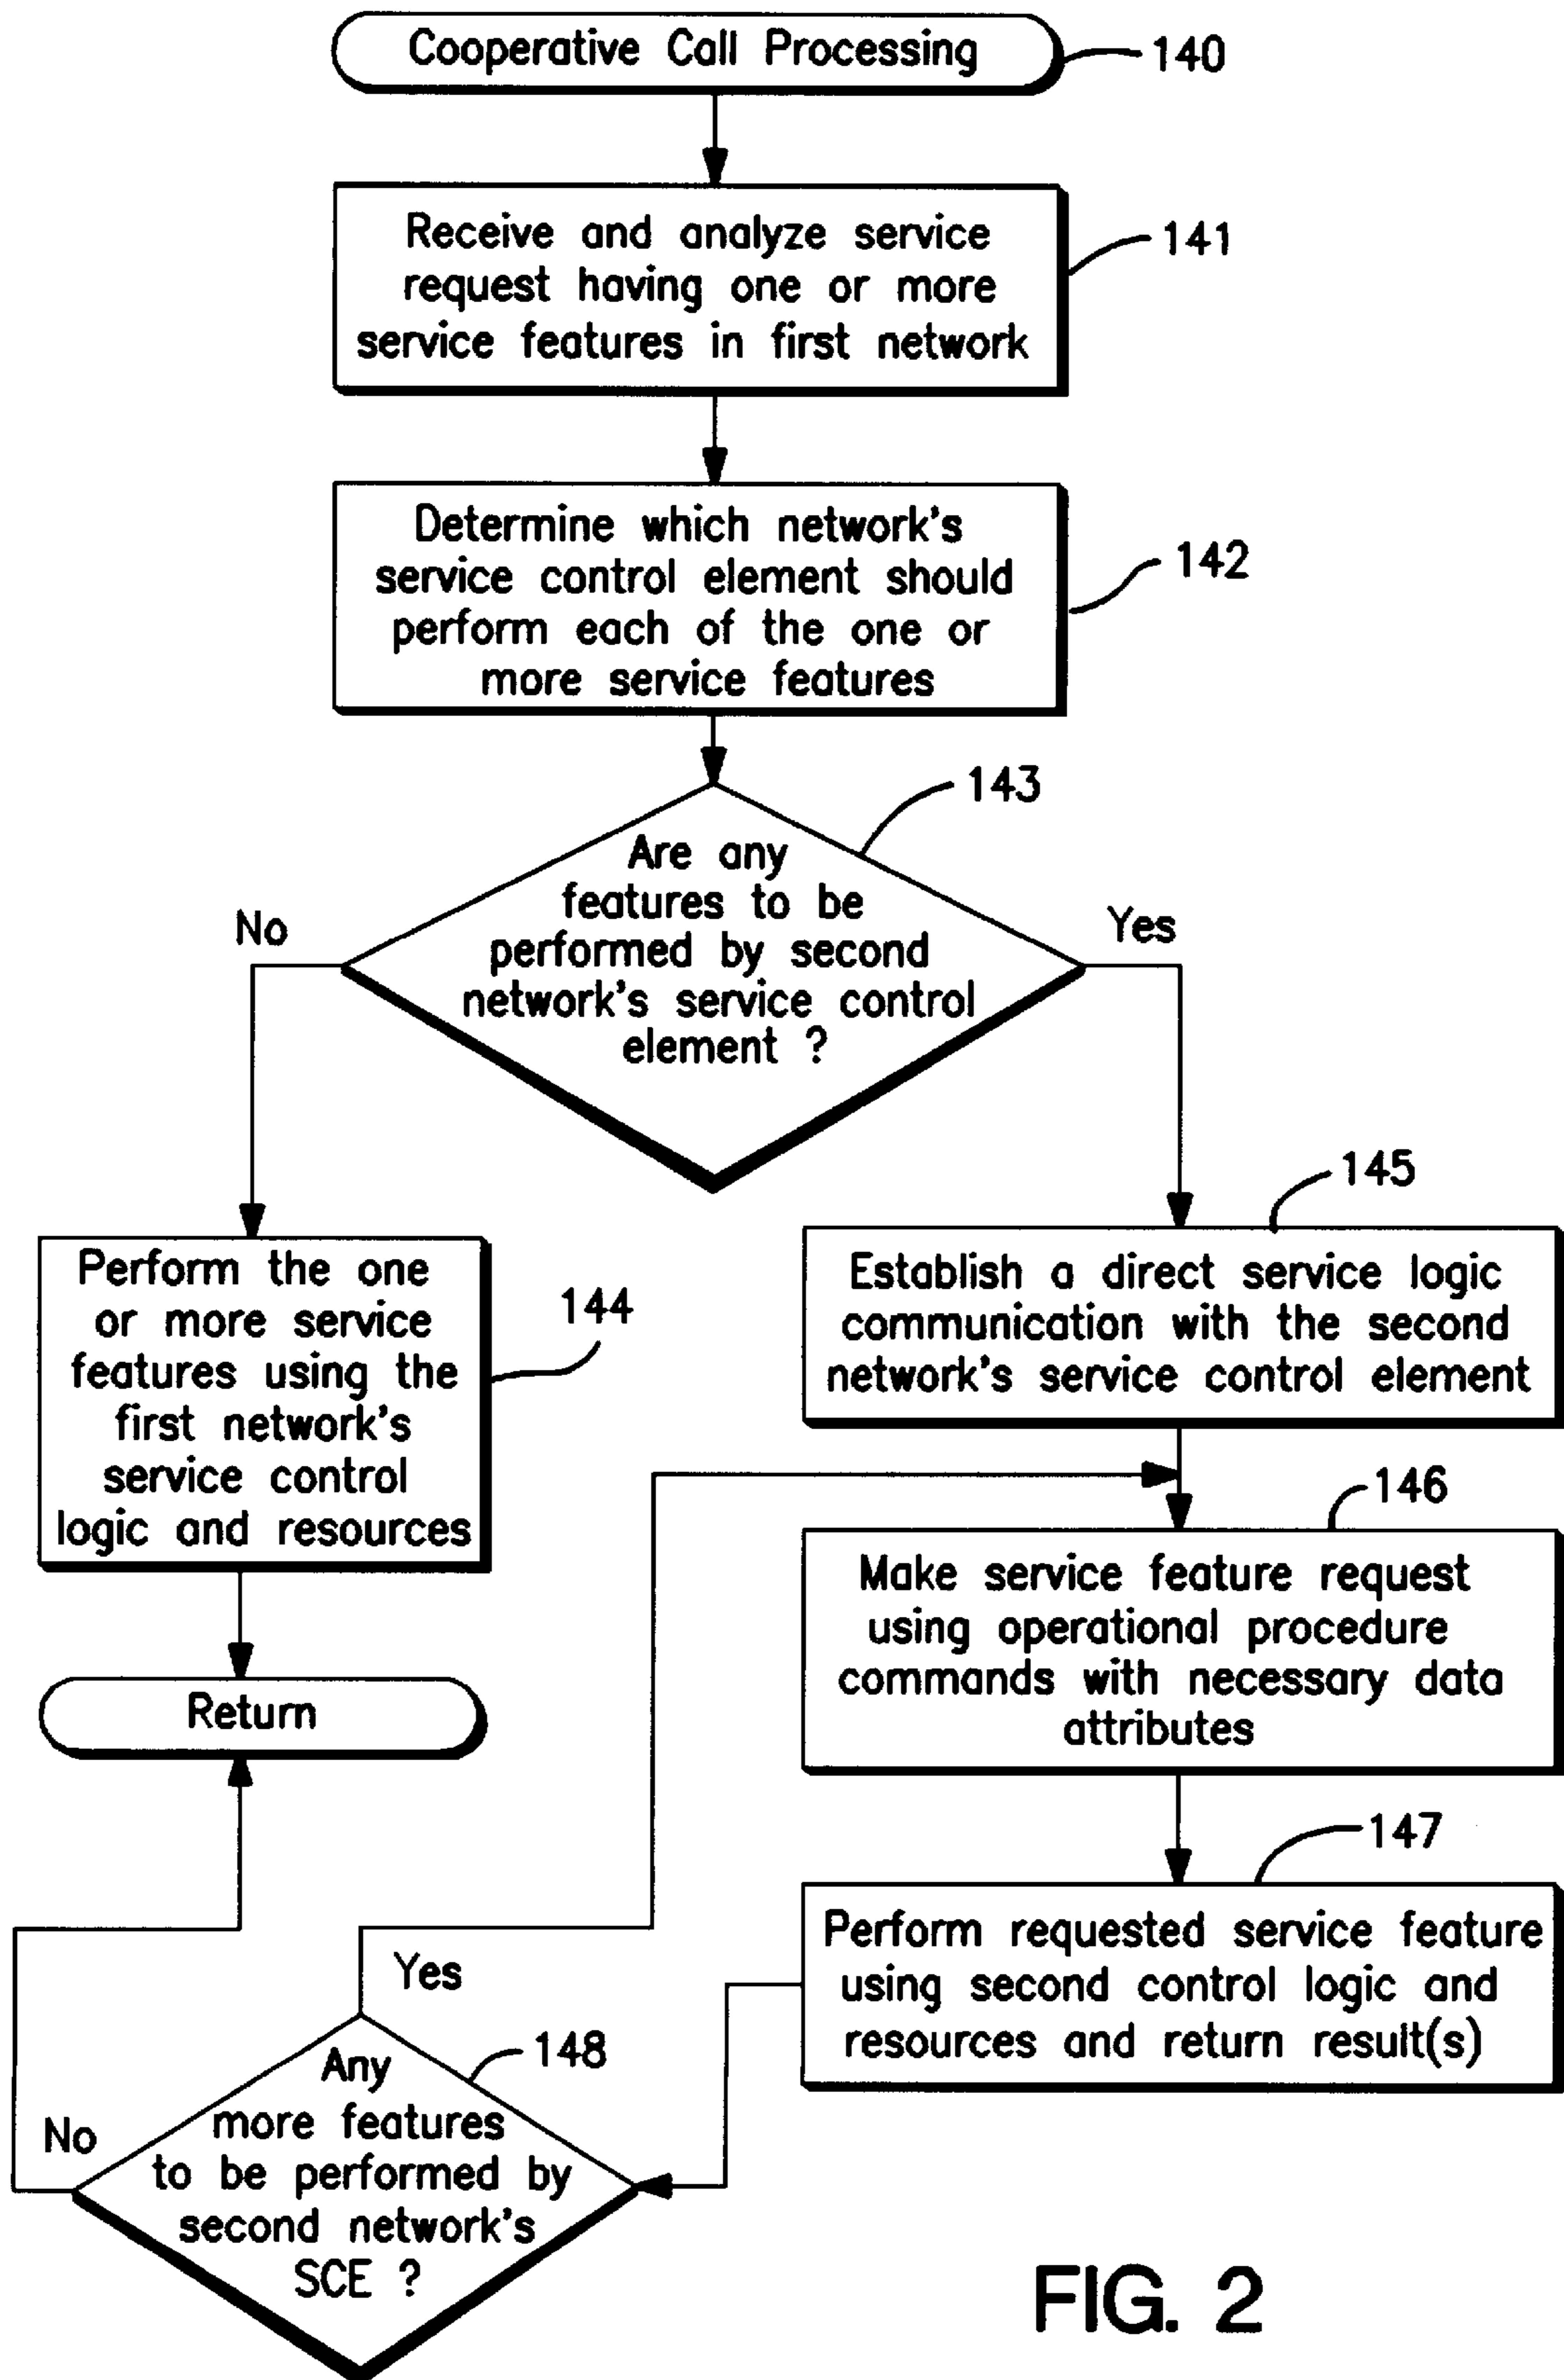 Cooperative Call Processing
140
Receive and analyze service
request having one or more
service features in first network
141
Determine which network's
service control element should
perform each of the one or
more service features
142
143
Are any
features to be
performed by second
network's service control
element ?
No
Yes
Perform the one
or more service
features using the
first network's
service control
logic and resources
144
Return
145
Establish a direct service logic
communication with the second
network's service control element
146
Make service feature request
using operational procedure
commands with necessary data
attributes
147
Perform requested service feature
using second control logic and
resources and return result(s)
Yes
148
Any
more features
to be performed by
second network's
SCE ?
No
FIG. 2